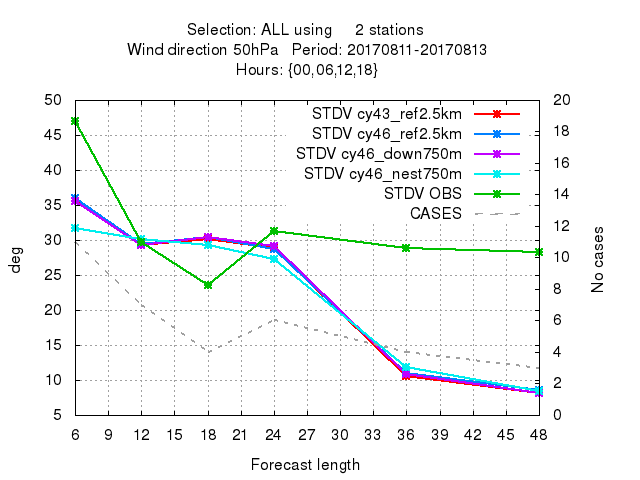 Selection: ALL using     2 stations
Wind direction 50hPa   Period: 20170811-20170813
Hours: {00,06,12,18}
STDV cy43_ref2.5km
STDV cy46_ref2.5km
STDV cy46_down750m
STDV cy46_nest750m
STDV OBS
CASES
50
45
40
35
30
25
20
15
10
5
deg
20
18
16
14
12
10
8
6
4
2
0
No cases
6 12 15 18 21 24 27 30 33 36 39 42 45 48
Forecast length